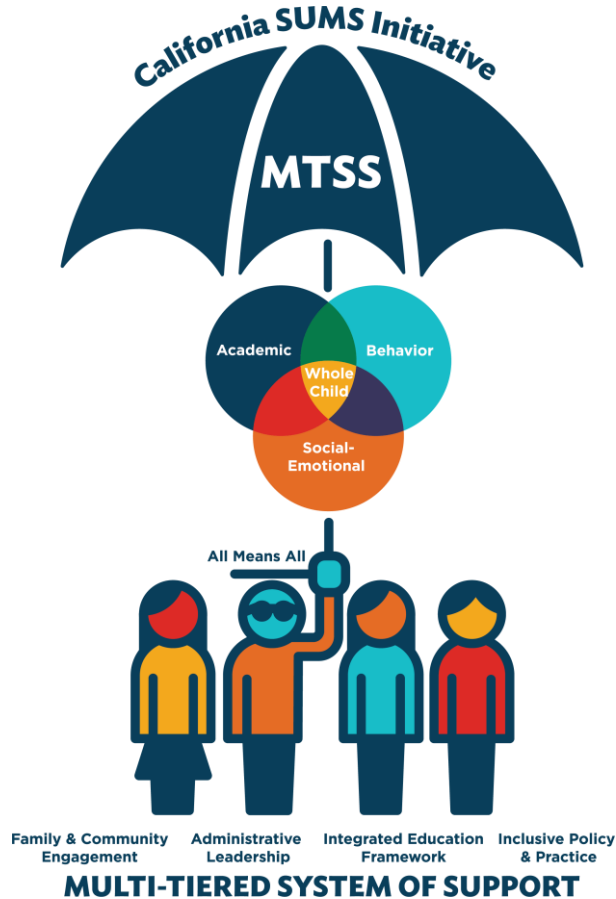 California SUMS Initiative
MTSS
Academic
Behavior
Whole
Child
Social-
Emotional
All Means All
Family & Community
Engagement
Administrative
Leadership
Integrated Education
Framework
Inclusive Policy
& Practice
MULTI-TIERED SYSTEM OF SUPPORT